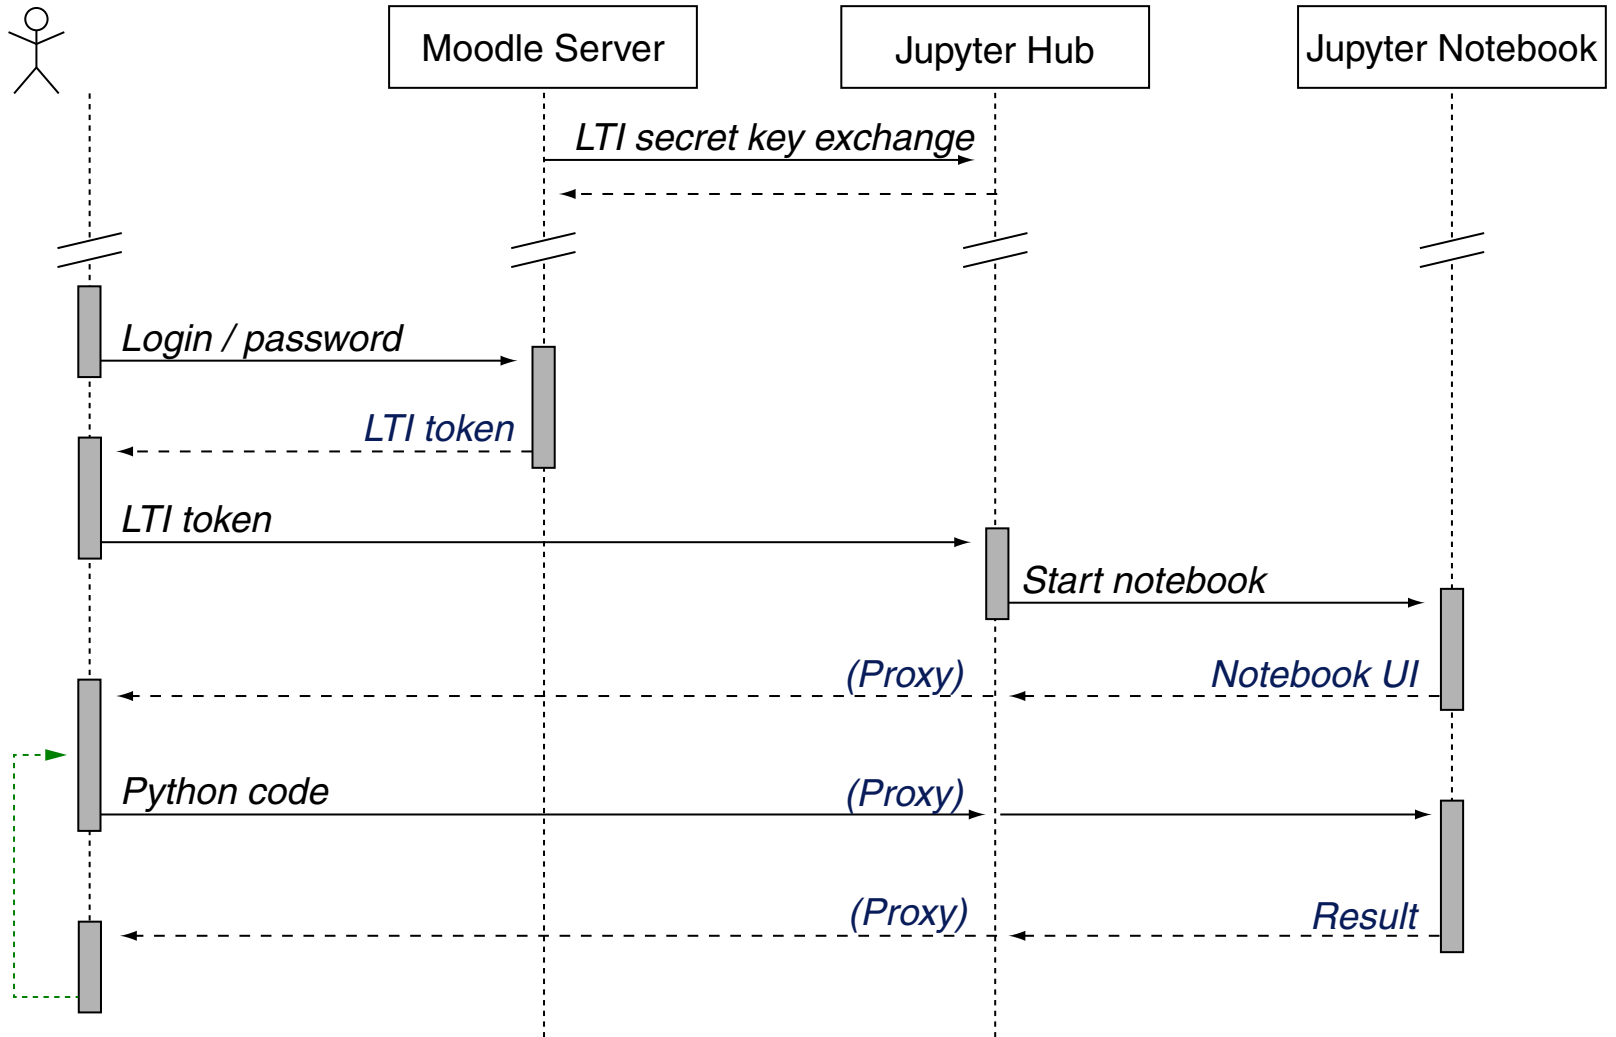 Moodle Server
Jupyter Hub
Jupyter Notebook
LTI secret key exchange
Login / password
LTI token
LTI token
Start notebook
(Proxy)
Notebook UI
Python code
(Proxy)
(Proxy)
Result